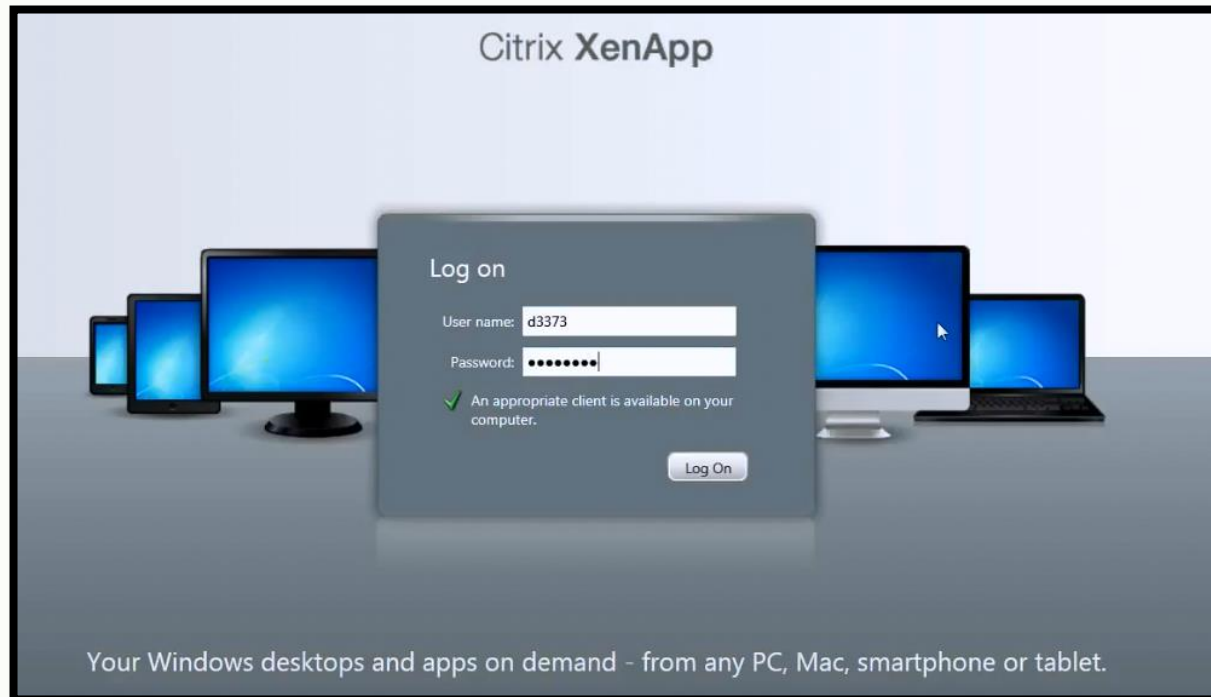 Citrix XenApp
Log on
User name: d3373
Password: ••••••••
An appropriate client is available on your
computer.
Log On
Your Windows desktops and apps on demand - from any PC, Mac, smartphone or tablet.